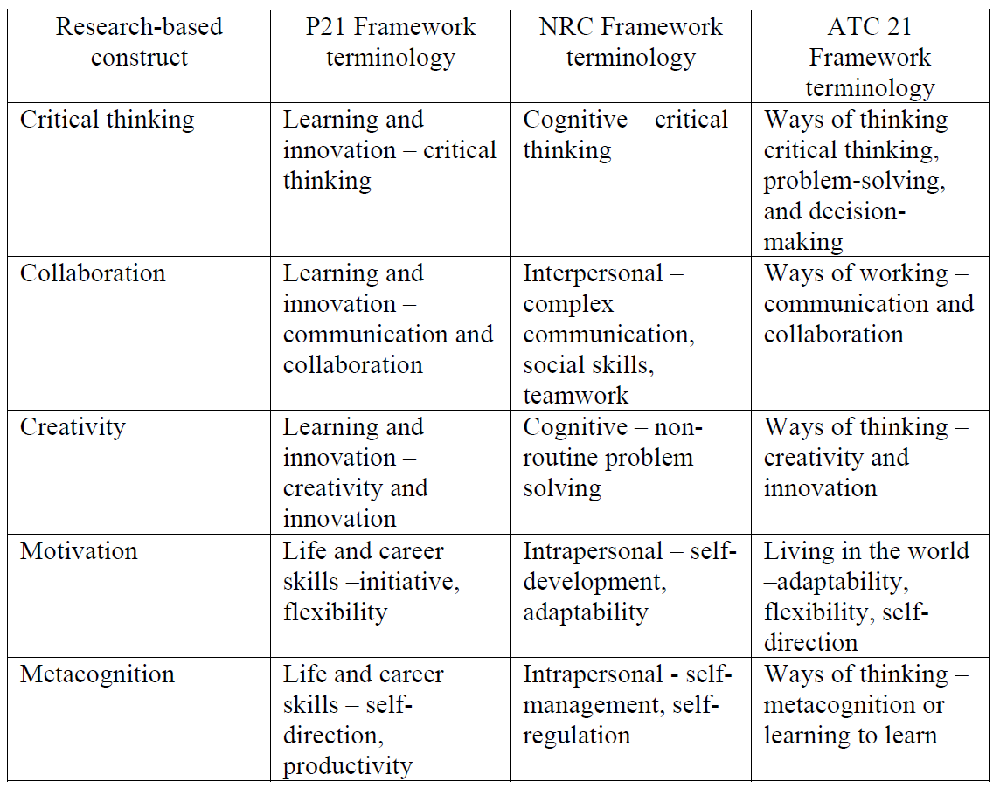 Research-based
construct
P21 Framework
terminology
NRC Framework
terminology
ATC 21
Framework
terminology
Critical thinking
Learning and
innovation – critical
thinking
Cognitive – critical
thinking
Ways of thinking –
critical thinking,
problem-solving,
and decision-
making
Collaboration
Learning and
innovation –
communication and
collaboration
Interpersonal –
complex
communication,
social skills,
teamwork
Ways of working –
communication and
collaboration
Creativity
Learning and
innovation –
creativity and
innovation
Cognitive – non-
routine problem
solving
Ways of thinking –
creativity and
innovation
Motivation
Life and career
skills –initiative,
flexibility
Intrapersonal – self-
development,
adaptability
Living in the world
–adaptability,
flexibility, self-
direction
Metacognition
Life and career
skills – self-
direction,
productivity
Intrapersonal - self-
management, self-
regulation
Ways of thinking –
metacognition or
learning to learn